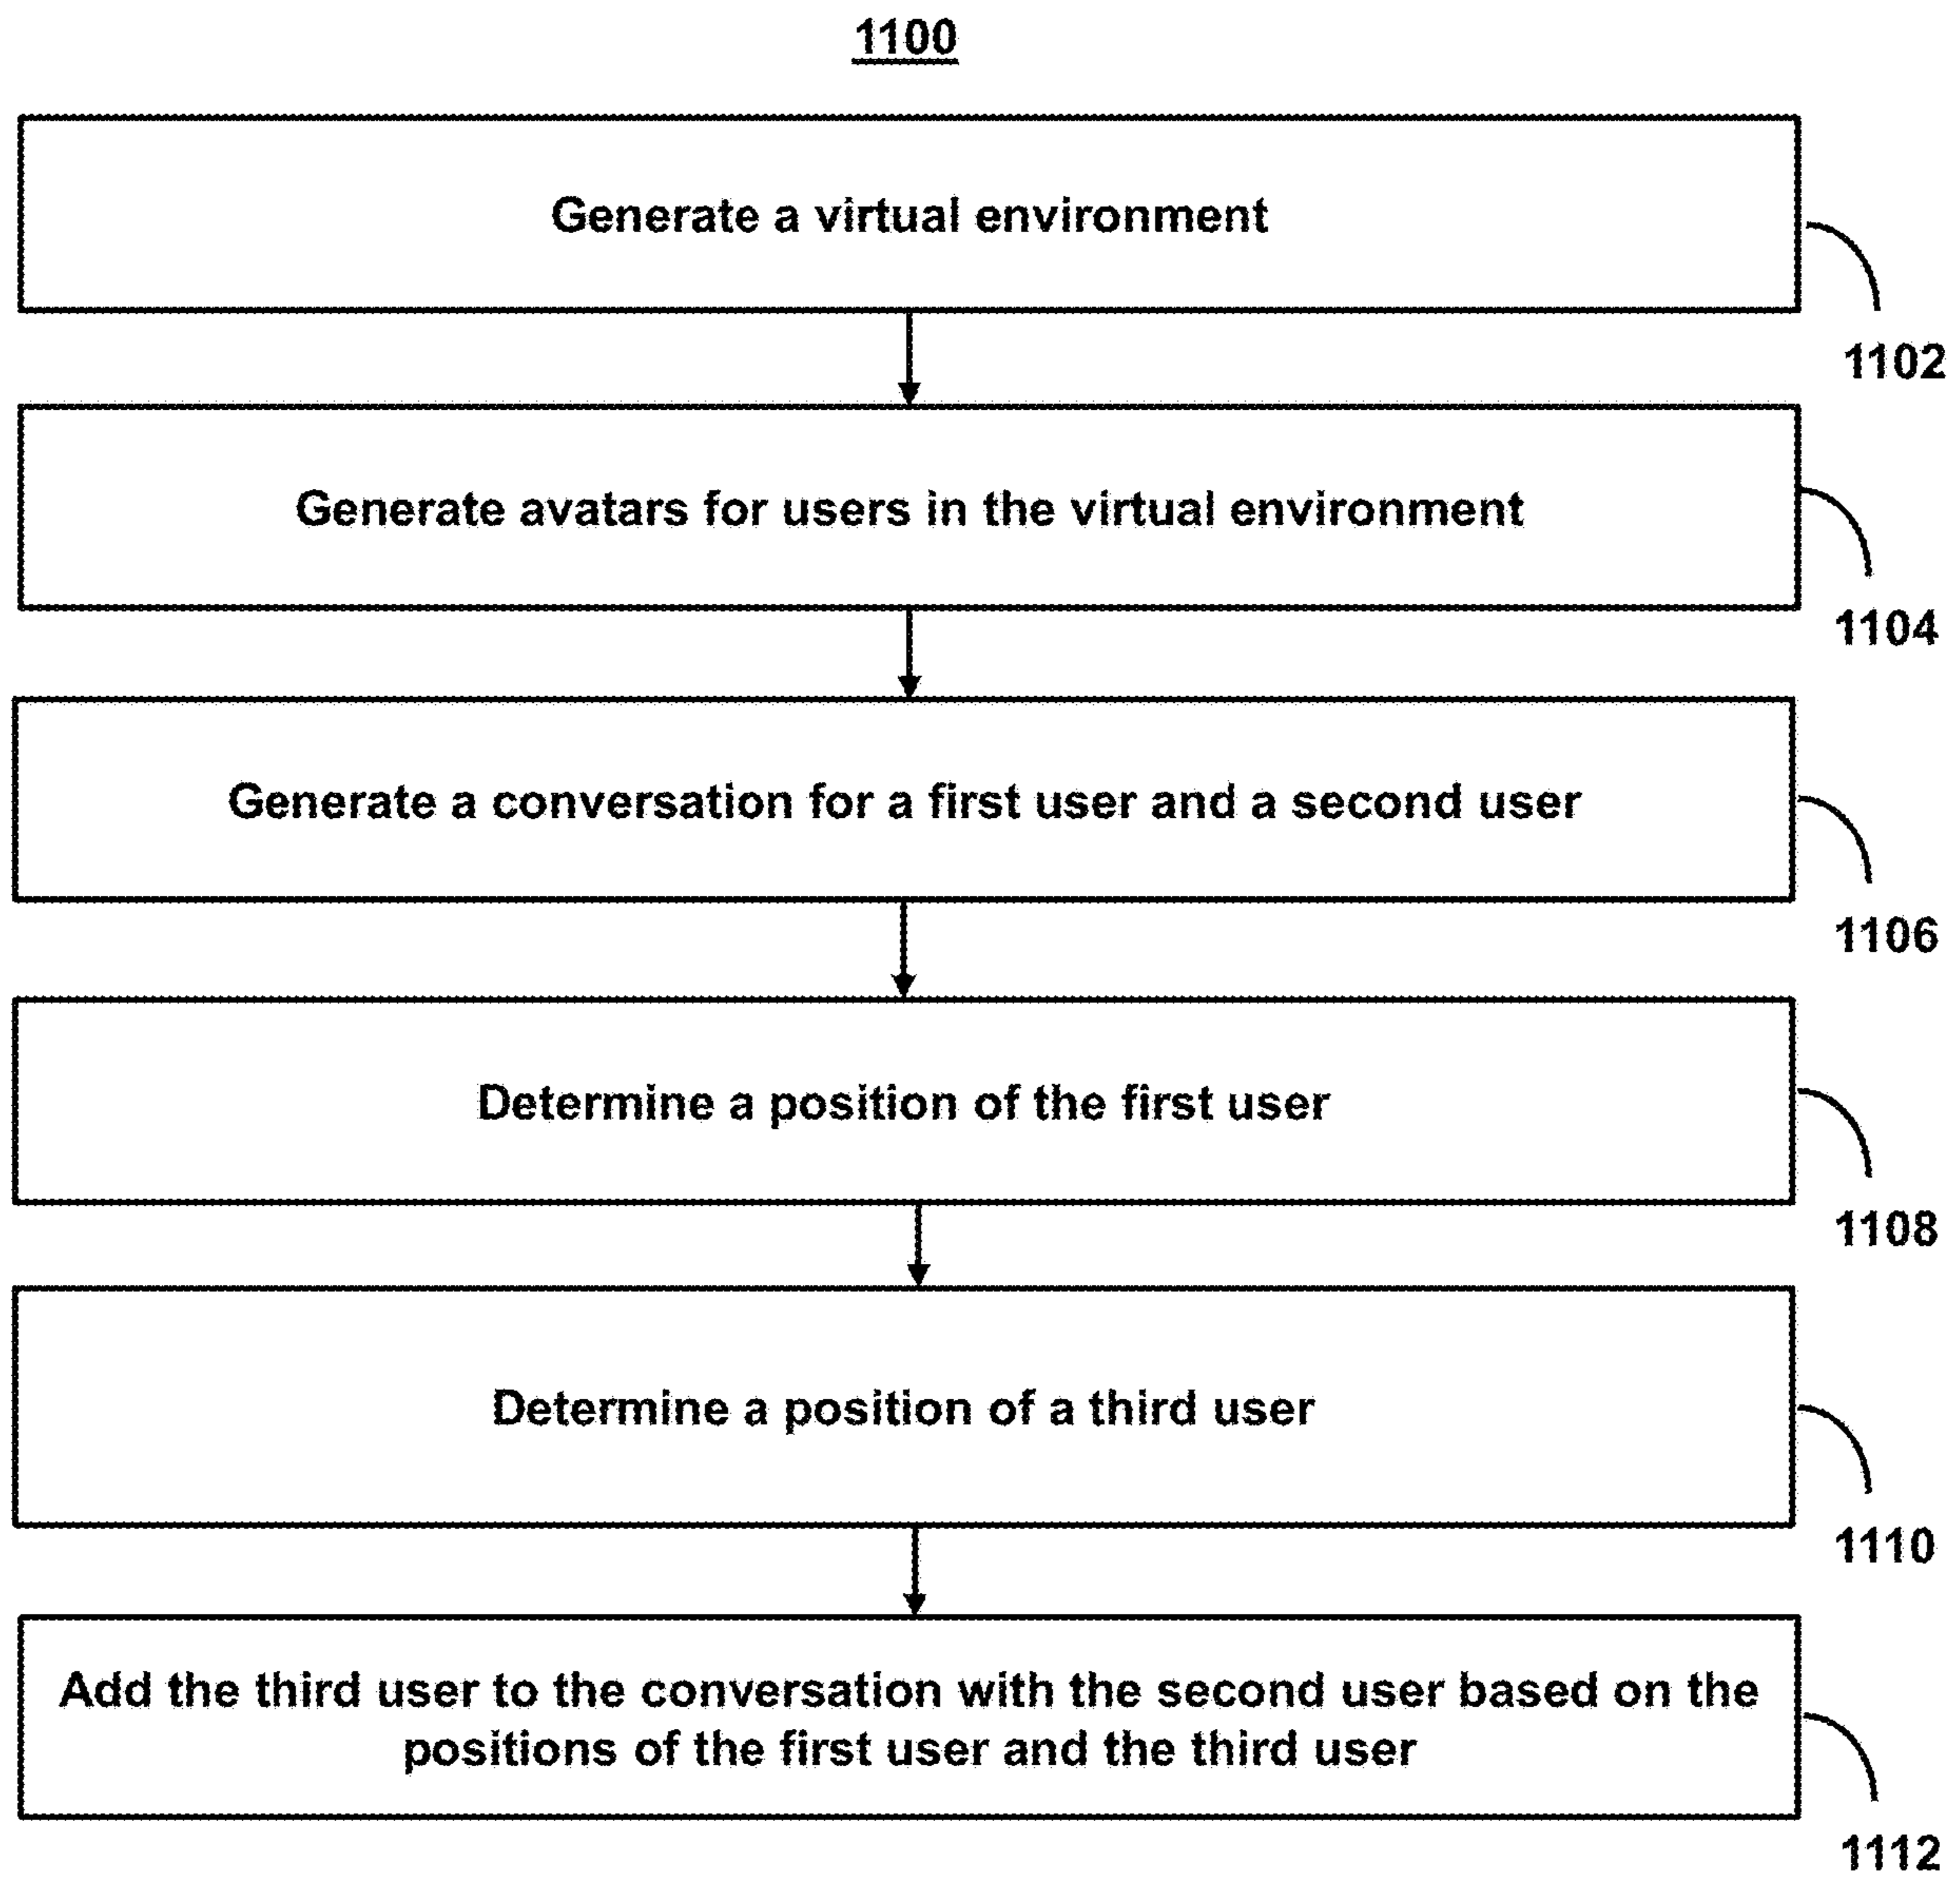 1100
Generate a virtual environment
1102
Generate avatars for users in the virtual environment
1104
Generate a conversation for a first user and a second user
1106
Determine a position of the first user
1108
Determine a position of a third user
1110
Add the third user to the conversation with the second user based on the
positions of the first user and the third user
1112